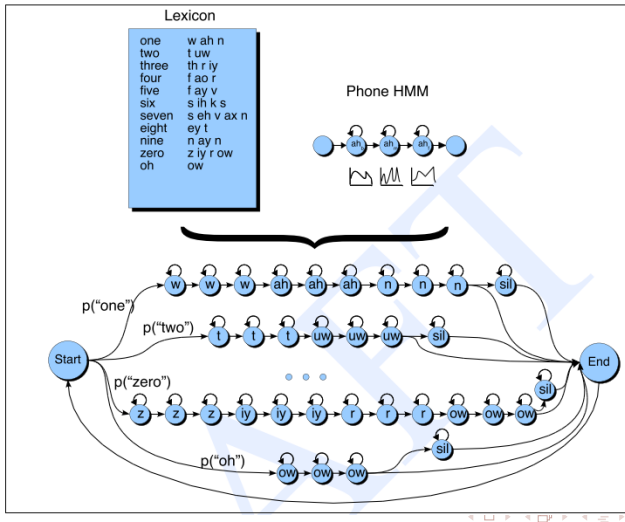 Lexicon
one w ah n
two t uw
three th r iy
four f ao r
five f ay v
six s ih k s
seven s eh v ax n
eight ey t
nine n ay n
zero z iy r ow
oh ow
Phone HMM
ah ah ah
w w w ah ah ah n n n sil
p("one")
p("two")
t t t uw uw uw sil
Start
End
p("zero")
z z z iy iy iy r r r ow ow ow sil
p("oh")
ow ow ow sil